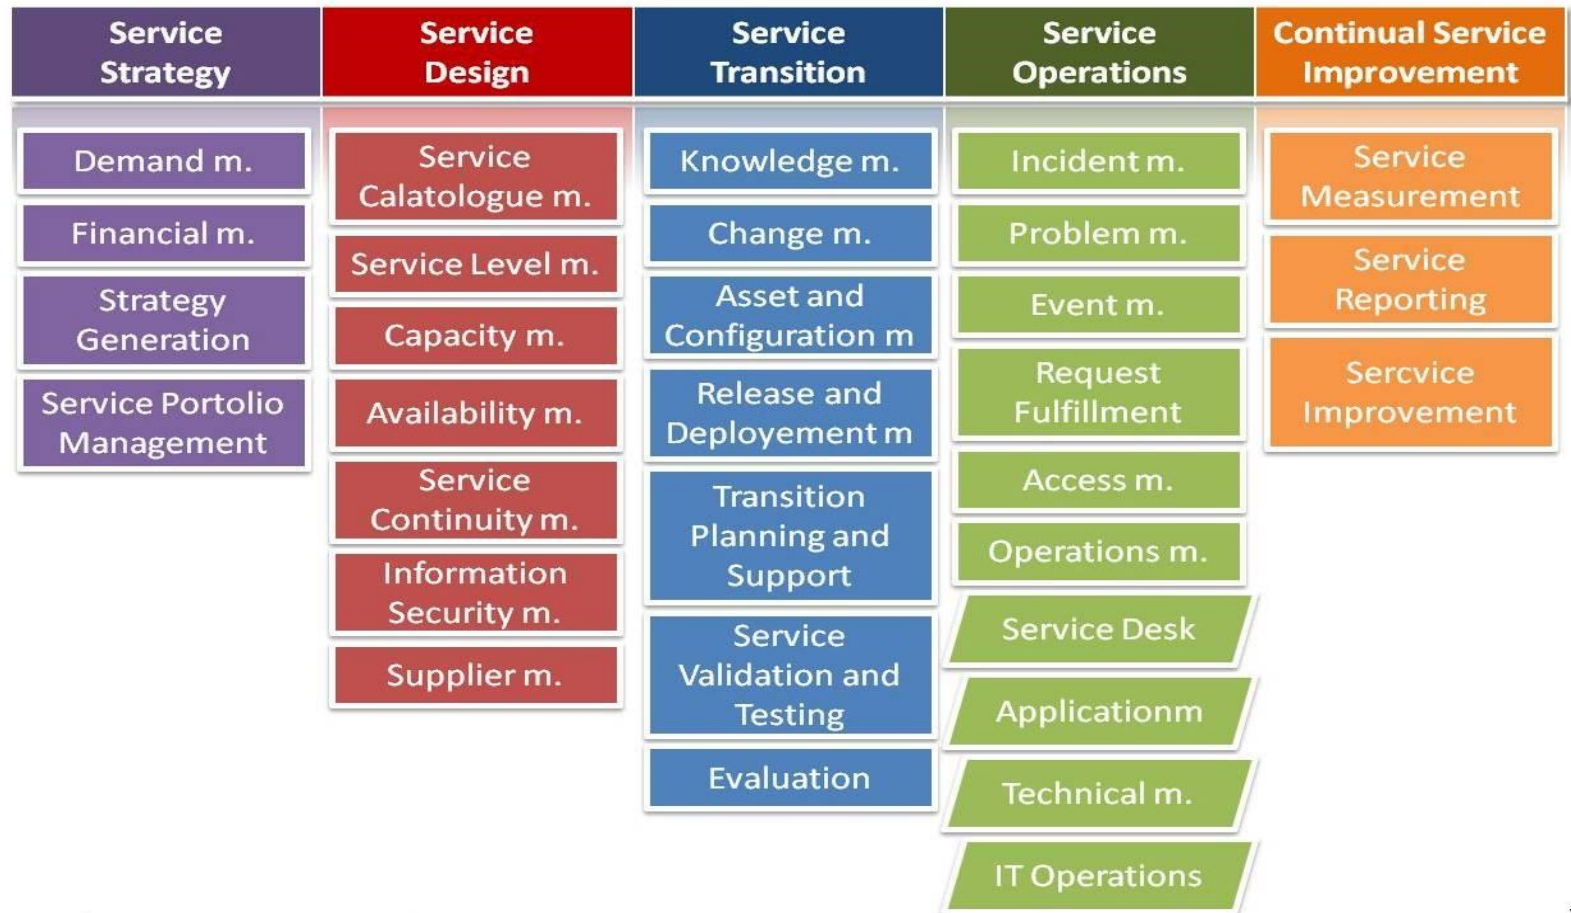 Service
Strategy
Service
Design
Service
Transition
Service
Operations
Continual Service
Improvement
Demand m.
Financial m.
Strategy
Generation
Service Portolio
Management
Service
Calatologue m.
Service Level m.
Capacity m.
Availability m.
Service
Continuity m.
Information
Security m.
Supplier m.
Knowledge m.
Change m.
Asset and
Configuration m
Release and
Deployement m
Transition
Planning and
Support
Service
Validation and
Testing
Evaluation
Incident m.
Problem m.
Event m.
Request
Fulfillment
Access m.
Operations m.
Service Desk
Applicationm
Technical m.
IT Operations
Service
Measurement
Service
Reporting
Sercvice
Improvement